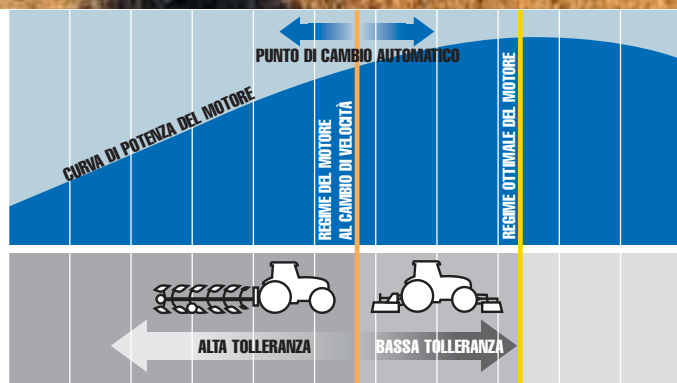 PUNTO DI CAMBIO AUTOMATICO
CURVA DI POTENZA DEL MOTORE
REGIME DEL MOTORE
AL CAMBIO DI VELOCITÀ
REGIME OTTIMALE DEL MOTORE
ALTA TOLLERANZA
BASSA TOLLERANZA